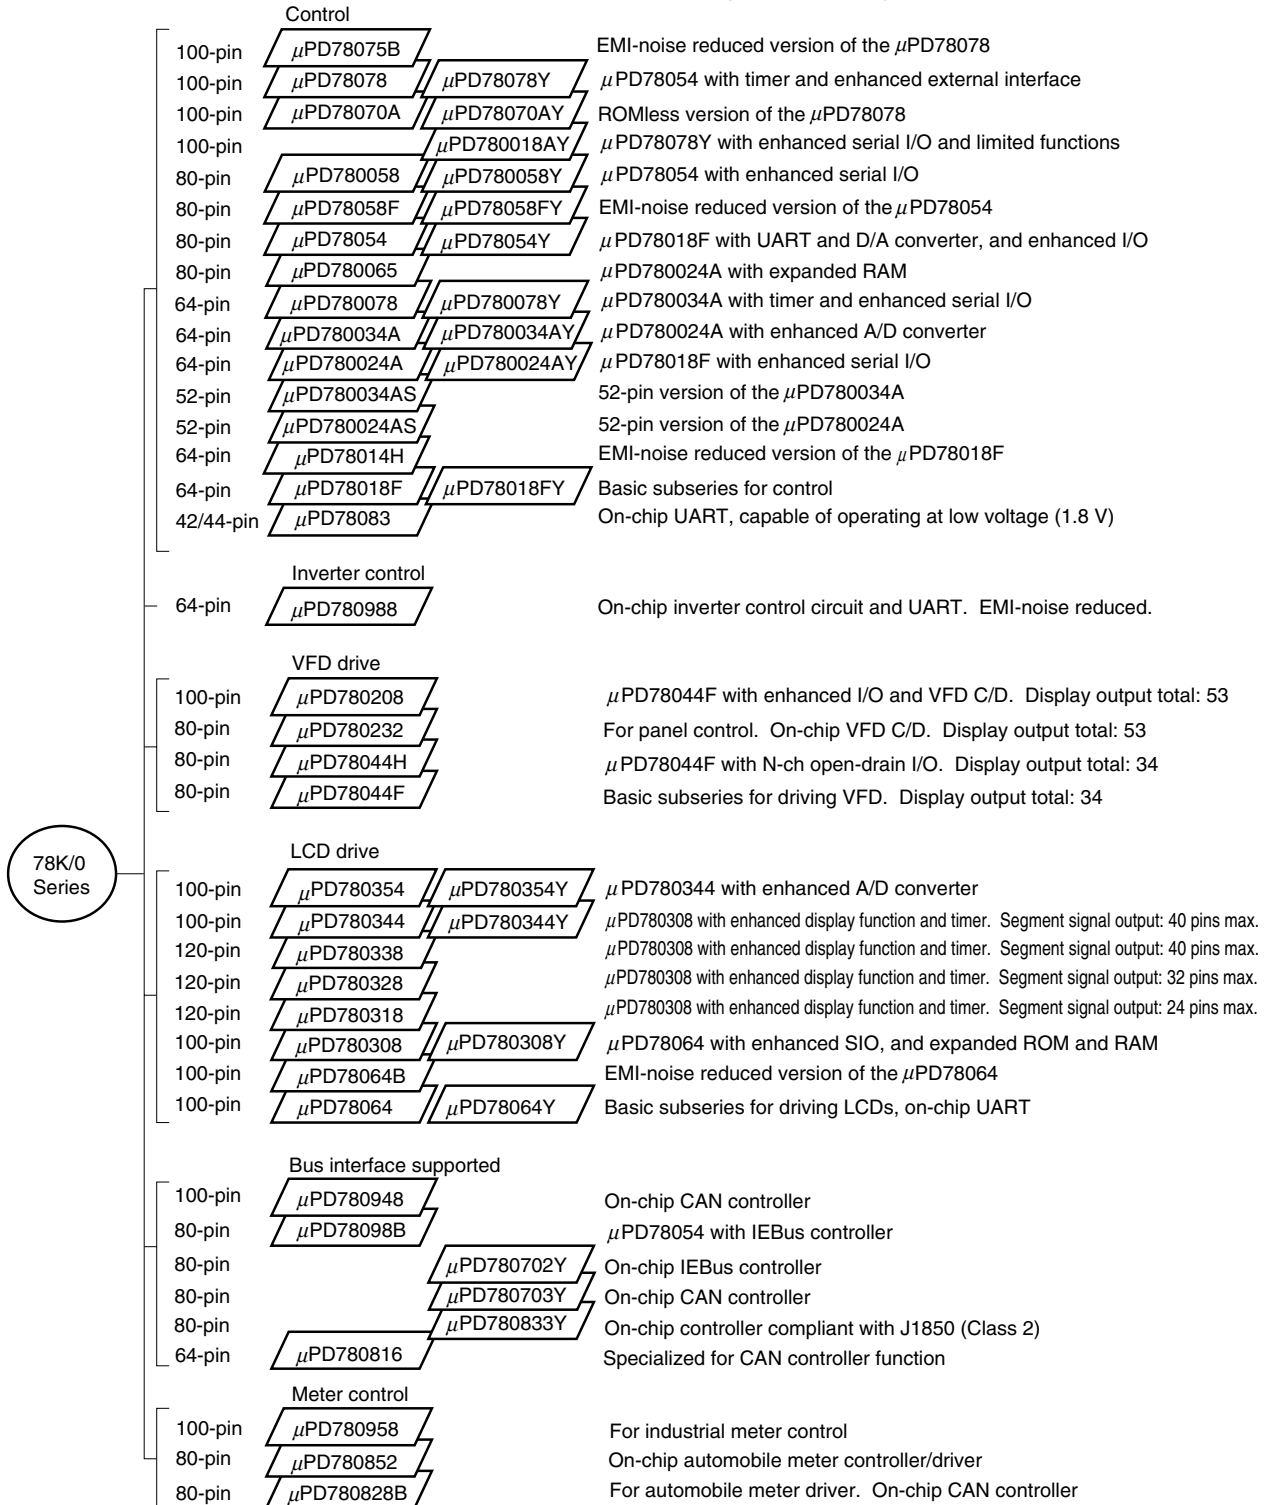 Control
100-pin μPD78075B EMI-noise reduced version of the μPD78078
100-pin μPD78078 μPD78078Y μPD78054 with timer and enhanced external interface
100-pin μPD78070A μPD78070AY ROMless version of the μPD78078
100-pin μPD780018AY μPD78078Y with enhanced serial I/O and limited functions
80-pin μPD780058 μPD780058Y μPD78054 with enhanced serial I/O
80-pin μPD78058F μPD78058FY EMI-noise reduced version of the μPD78054
80-pin μPD78054 μPD78054Y μPD78018F with UART and D/A converter, and enhanced I/O
80-pin μPD780065 μPD780024A with expanded RAM
64-pin μPD780078 μPD780078Y μPD780034A with timer and enhanced serial I/O
64-pin μPD780034A μPD780034AY μPD780024A with enhanced A/D converter
64-pin μPD780024A μPD780024AY μPD78018F with enhanced serial I/O
52-pin μPD780034AS 52-pin version of the μPD780034A
52-pin μPD780024AS 52-pin version of the μPD780024A
64-pin μPD78014H EMI-noise reduced version of the μPD78018F
64-pin μPD78018F μPD78018FY Basic subseries for control
42/44-pin μPD78083 On-chip UART, capable of operating at low voltage (1.8 V)
Inverter control
64-pin μPD780988 On-chip inverter control circuit and UART. EMI-noise reduced.
VFD drive
100-pin μPD780208 μPD78044F with enhanced I/O and VFD C/D. Display output total: 53
80-pin μPD780232 For panel control. On-chip VFD C/D. Display output total: 53
80-pin μPD78044H μPD78044F with N-ch open-drain I/O. Display output total: 34
80-pin μPD78044F Basic subseries for driving VFD. Display output total: 34
78K/0
Series
LCD drive
100-pin μPD780354 μPD780354Y μPD780344 with enhanced A/D converter
100-pin μPD780344 μPD780344Y μPD780308 with enhanced display function and timer. Segment signal output: 40 pins max.
120-pin μPD780338 μPD780308 with enhanced display function and timer. Segment signal output: 40 pins max.
120-pin μPD780328 μPD780308 with enhanced display function and timer. Segment signal output: 32 pins max.
120-pin μPD780318 μPD780308 with enhanced display function and timer. Segment signal output: 24 pins max.
100-pin μPD780308 μPD780308Y μPD78064 with enhanced SIO, and expanded ROM and RAM
100-pin μPD78064B EMI-noise reduced version of the μPD78064
100-pin μPD78064 μPD78064Y Basic subseries for driving LCDs, on-chip UART
Bus interface supported
100-pin μPD780948 On-chip CAN controller
80-pin μPD78098B μPD78054 with IEBus controller
80-pin μPD780702Y On-chip IEBus controller
80-pin μPD780703Y On-chip CAN controller
80-pin μPD780833Y On-chip controller compliant with J1850 (Class 2)
64-pin μPD780816 Specialized for CAN controller function
Meter control
100-pin μPD780958 For industrial meter control
80-pin μPD780852 On-chip automobile meter controller/driver
80-pin μPD780828B For automobile meter driver. On-chip CAN controller